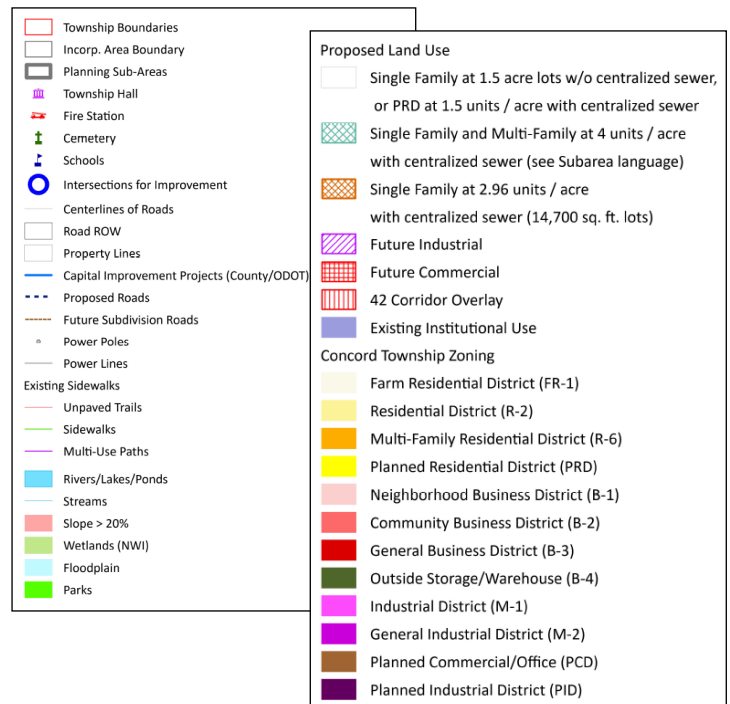 Township Boundaries
Incorp. Area Boundary
Planning Sub-Areas
Township Hall
Fire Station
Cemetery
Schools
Intersections for Improvement
Centerlines of Roads
Road ROW
Property Lines
Capital Improvement Projects (County/ODOT)
Proposed Roads
Future Subdivision Roads
Power Poles
Power Lines
Existing Sidewalks
Unpaved Trails
Sidewalks
Multi-Use Paths
Rivers/Lakes/Ponds
Streams
Slope > 20%
Wetlands (NWI)
Floodplain
Parks
Proposed Land Use
Single Family at 1.5 acre lots w/o centralized sewer,
or PRD at 1.5 units / acre with centralized sewer
Single Family and Multi-Family at 4 units / acre
with centralized sewer (see Subarea language)
Single Family at 2.96 units / acre
with centralized sewer (14,700 sq. ft. lots)
Future Industrial
Future Commercial
42 Corridor Overlay
Existing Institutional Use
Concord Township Zoning
Farm Residential District (FR-1)
Residential District (R-2)
Multi-Family Residential District (R-6)
Planned Residential District (PRD)
Neighborhood Business District (B-1)
Community Business District (B-2)
General Business District (B-3)
Outside Storage/Warehouse (B-4)
Industrial District (M-1)
General Industrial District (M-2)
Planned Commercial/Office (PCD)
Planned Industrial District (PID)